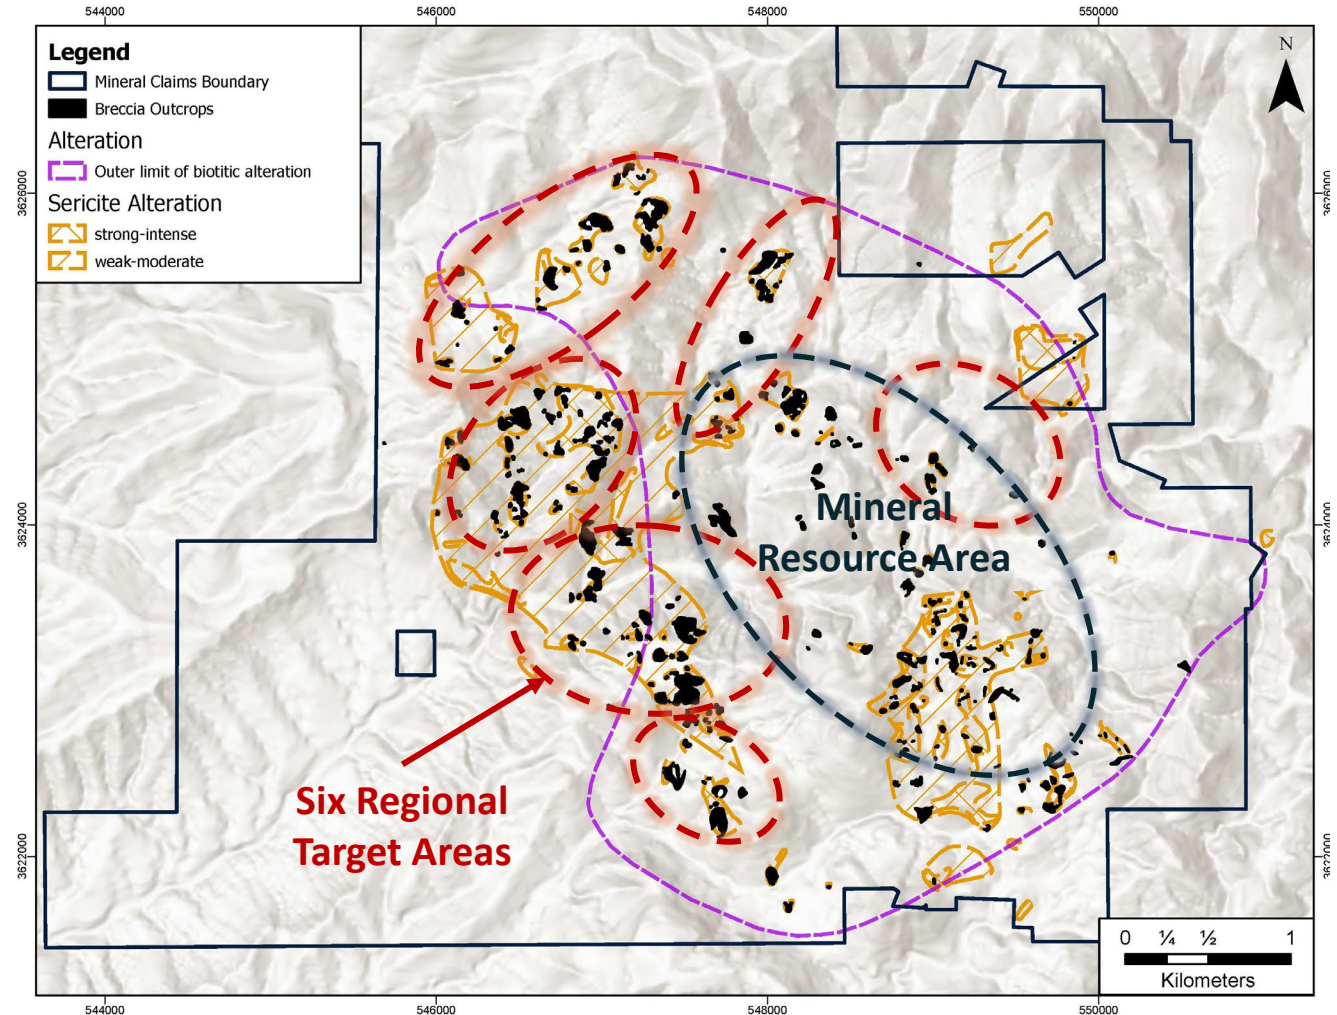 544000
546000
548000
550000
Legend
Mineral Claims Boundary
Breccia Outcrops
Alteration
Outer limit of biotitic alteration
Sericite Alteration
strong-intense
weak-moderate
N
3626000
3626000
3624000
3624000
3622000
3622000
Mineral
Resource Area
Six Regional
Target Areas
0 ¼ ½ 1
Kilometers
544000
546000
548000
550000